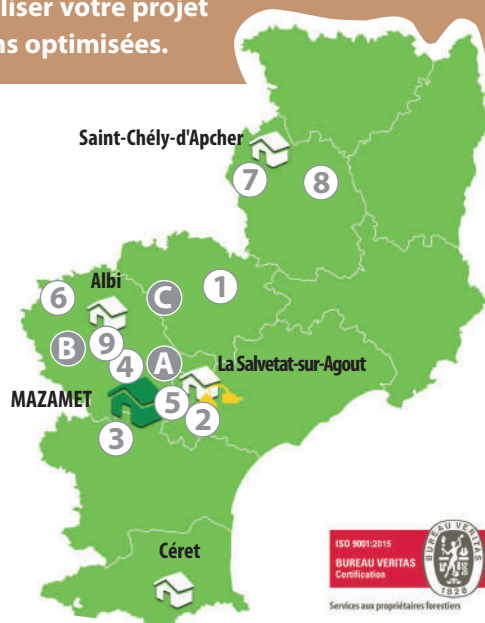 liser votre projet
ns optimisées.
Saint-Chély-d'Apcher
7
8
1
Albi
6
C
9
B
4
A
La Salvetat-sur-Agout
MAZAMET
5
2
3
Céret
ISO 9001:2015
BUREAU VERITAS
Certification
BUREAU VERITAS
1828
Services aux propriétaires forestiers